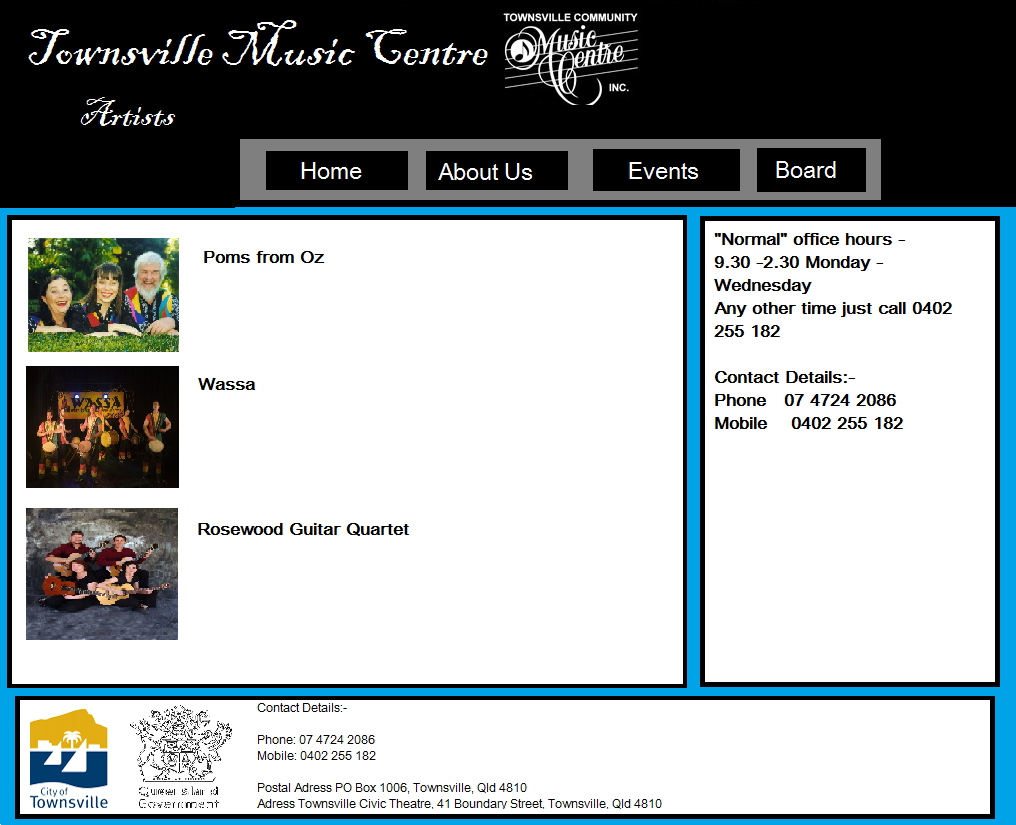 Townsville Music Centre
TOWNSVILLE COMMUNITY
Music
Centre
INC.
Artists
Home
About Us
Events
Board
Poms from Oz
WASSA
Wassa
Rosewood Guitar Quartet
"Normal" office hours -
9.30 -2.30 Monday -
Wednesday
Any other time just call 0402
255 182
Contact Details:-
Phone 07 4724 2086
Mobile 0402 255 182
City of
Townsville
Queensland
Government
Contact Details:-
Phone: 07 4724 2086
Mobile: 0402 255 182
Postal Adress PO Box 1006, Townsville, Qld 4810
Adress Townsville Civic Theatre, 41 Boundary Street, Townsville, Qld 4810